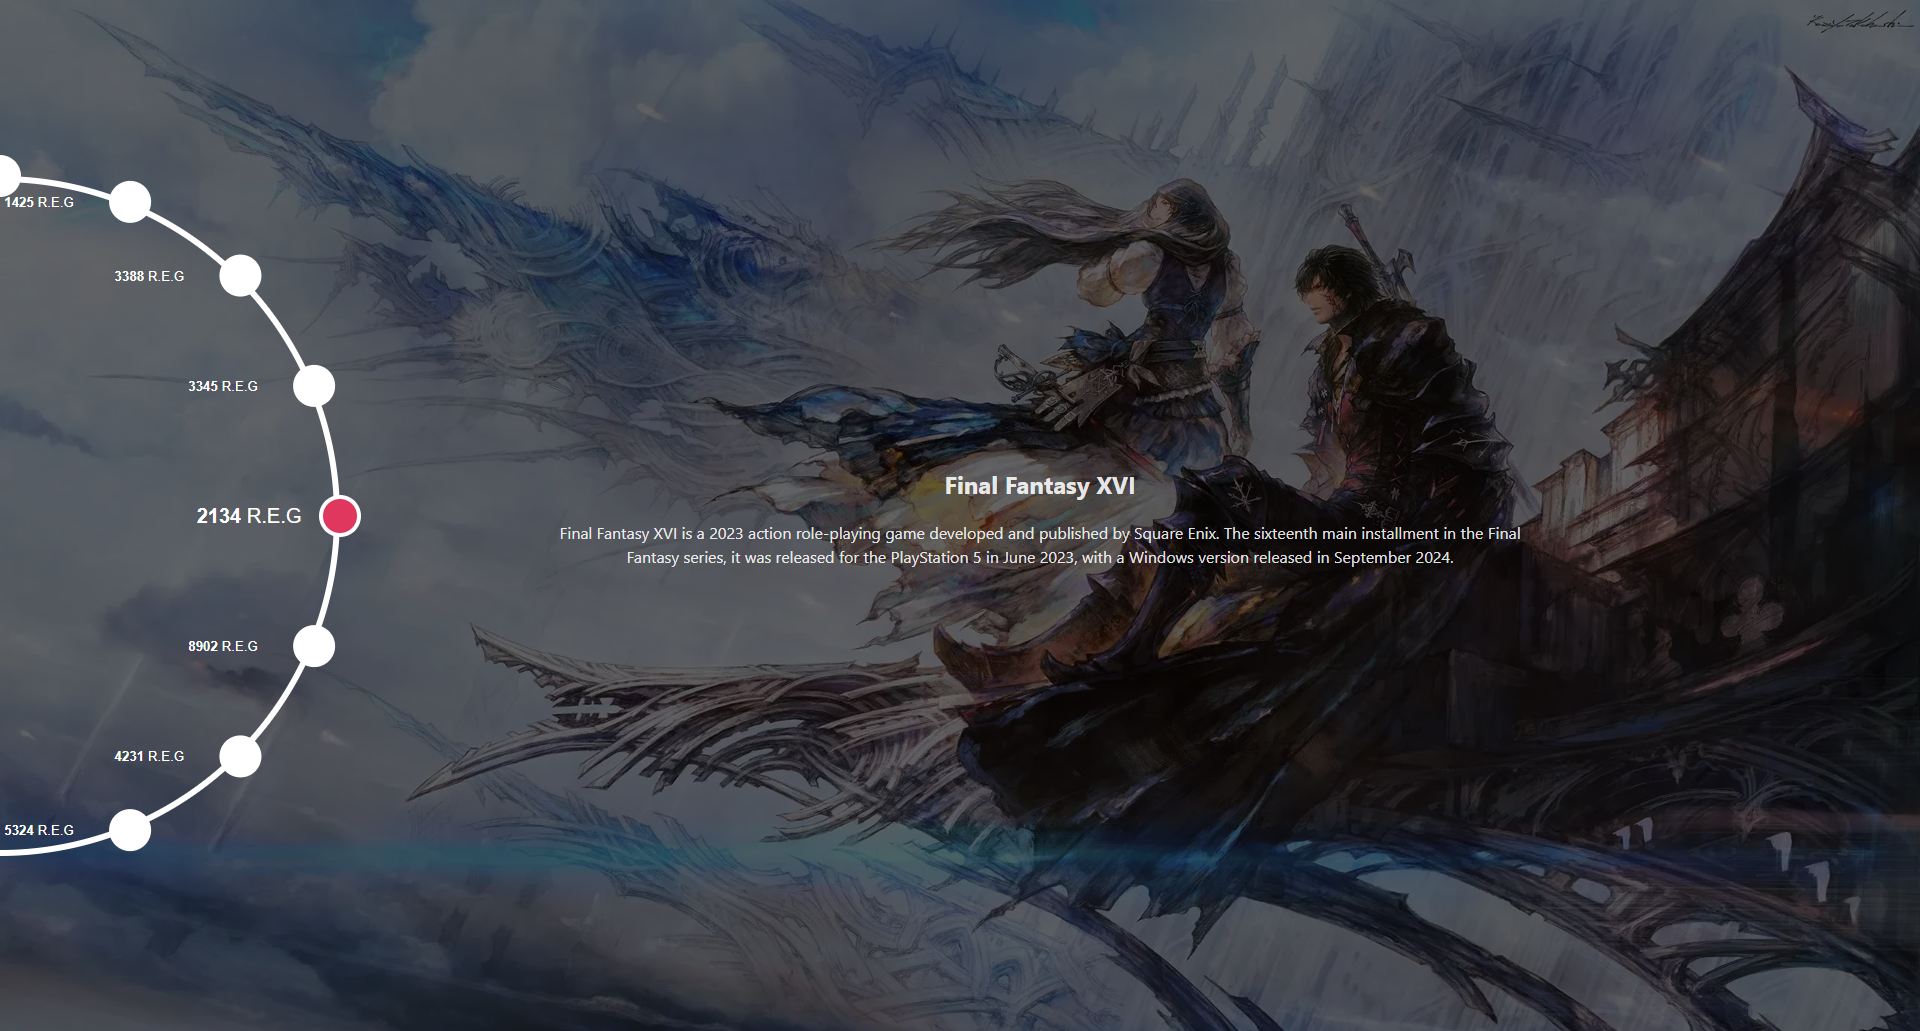 1425 R.E.G
3388 R.E.G
3345 R.E.G
2134 R.E.G
8902 R.E.G
4231 R.E.G
5324 R.E.G
Final Fantasy XVI
Final Fantasy XVI is a 2023 action role-playing game developed and published by Square Enix. The sixteenth main installment in the Final
Fantasy series, it was released for the PlayStation 5 in June 2023, with a Windows version released in September 2024.